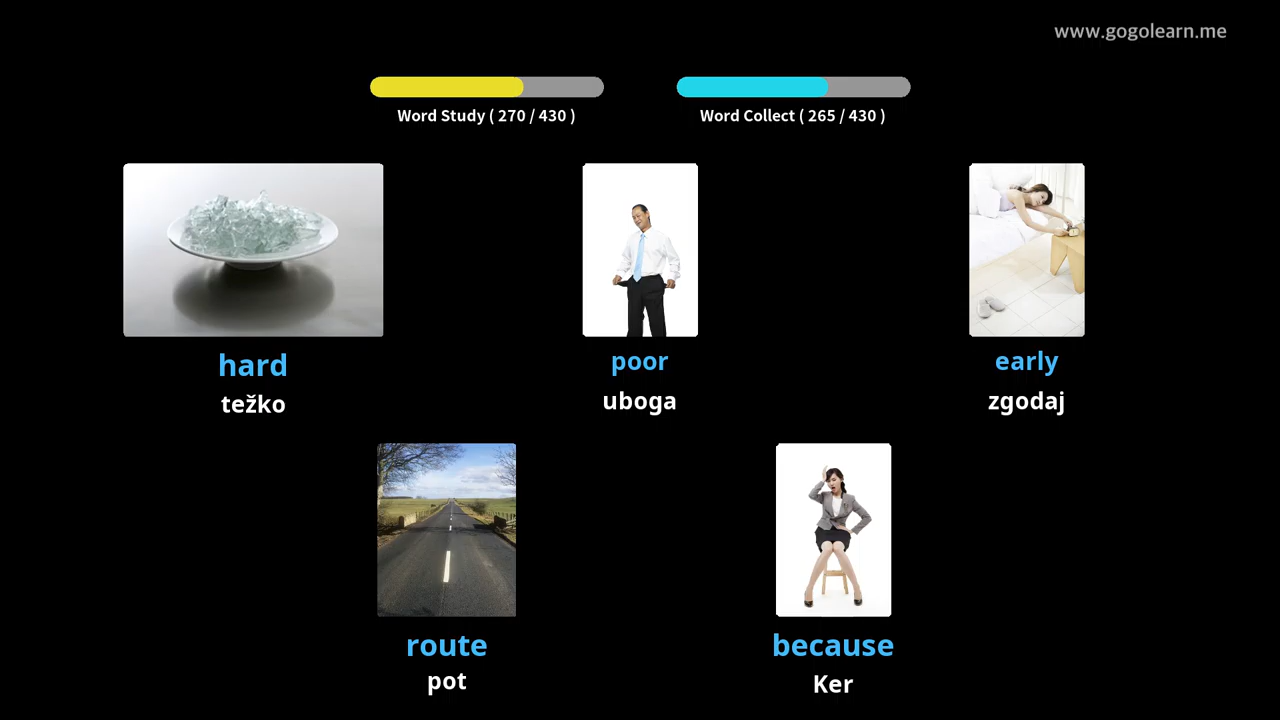 www.gogolearn.me
Word Study ( 270 / 430 )
Word Collect ( 265 / 430 )
hard
težko
poor
uboga
early
zgodaj
route
pot
because
Ker